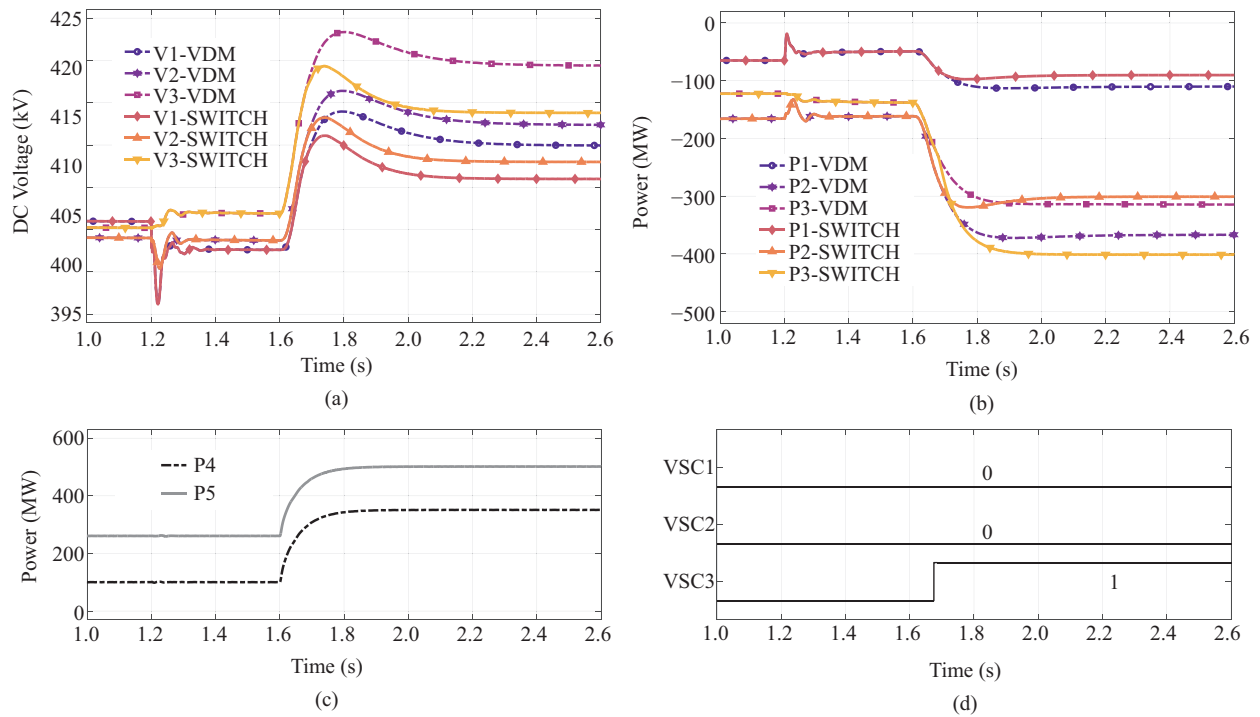 425
420
415
410
405
400
395
DC Voltage (kV)
V1-VDM
V2-VDM
V3-VDM
V1-SWITCH
V2-SWITCH
V3-SWITCH
1.0 1.2 1.4 1.6 1.8 2.0 2.2 2.4 2.6
Time (s)
(a)
0
−100
−200
−300
−400
−500
Power (MW)
P1-VDM
P2-VDM
P3-VDM
P1-SWITCH
P2-SWITCH
P3-SWITCH
1.0 1.2 1.4 1.6 1.8 2.0 2.2 2.4 2.6
Time (s)
(b)
600
400
200
0
Power (MW)
P4
P5
1.0 1.2 1.4 1.6 1.8 2.0 2.2 2.4 2.6
Time (s)
(c)
VSC1
0
VSC2
0
VSC3
1
1.0 1.2 1.4 1.6 1.8 2.0 2.2 2.4 2.6
Time (s)
(d)